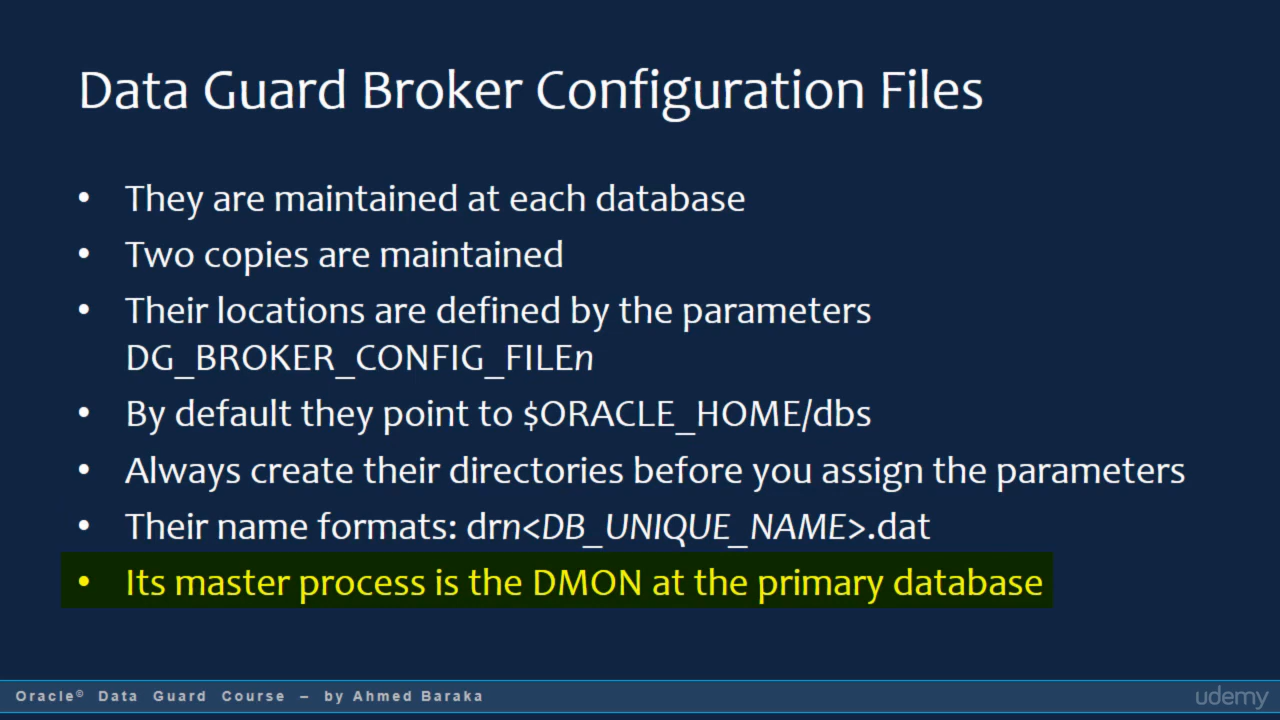 Data Guard Broker Configuration Files
• They are maintained at each database
• Two copies are maintained
• Their locations are defined by the parameters
DG_BROKER_CONFIG_FILEn
• By default they point to $ORACLE_HOME/dbs
• Always create their directories before you assign the parameters
• Their name formats: drn<DB_UNIQUE_NAME>.dat
• Its master process is the DMON at the primary database
Oracle© Data Guard Course – by Ahmed Baraka
udemy